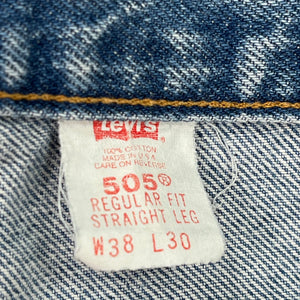 Levi's
100% COTTON
MADE IN U.S.A.
CARE ON REVERSE
505®
REGULAR FIT
STRAIGHT LEG
W38 L30